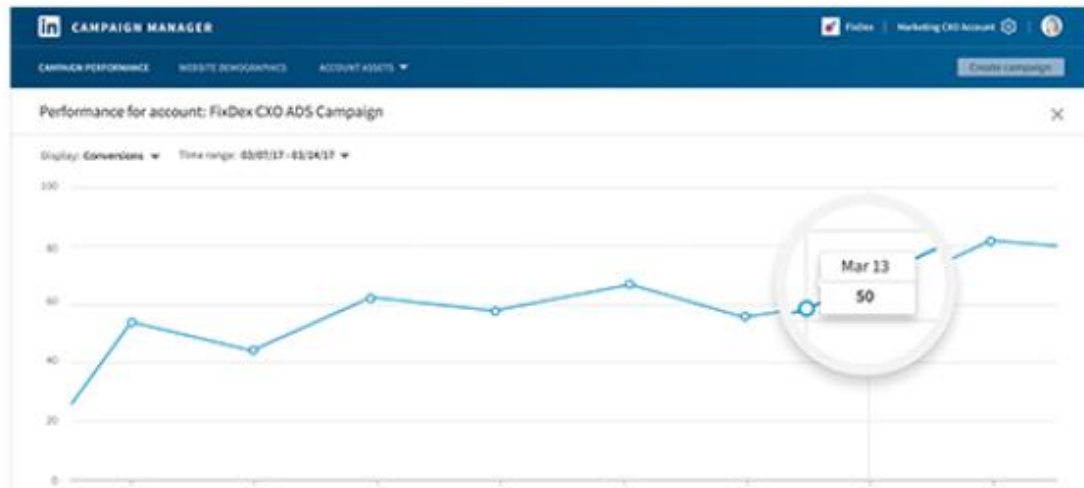 in CAMPAIGN MANAGER
FixDex | Marketing CXO Account
CAMPAIGN PERFORMANCE WEBSITE DEMOGRAPHICS ACCOUNT ASSETS
Create campaign
Performance for account: FixDex CXO ADS Campaign
Display: Conversions Time range: 03/07/17 - 03/14/17
100
80
60
40
20
0
Mar 13
50